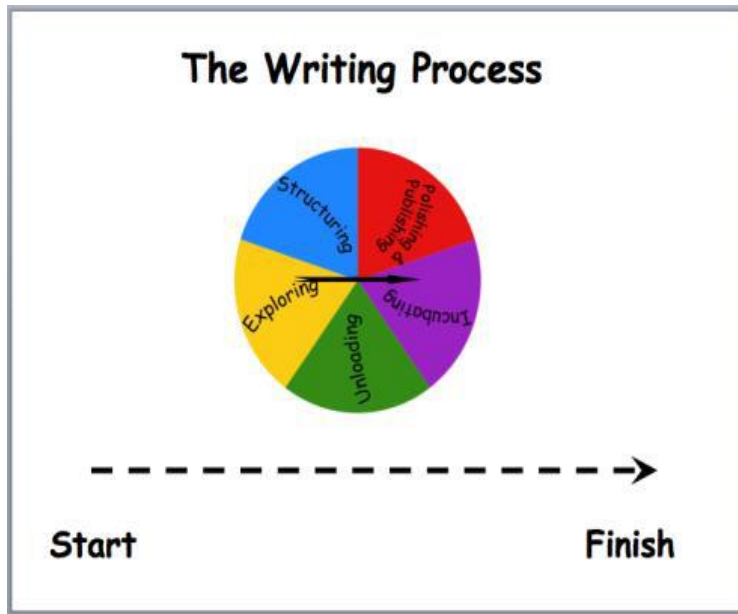 The Writing Process
Structuring
Polishing &
Publishing
Exploring
Incubating
Unloading
Start
Finish